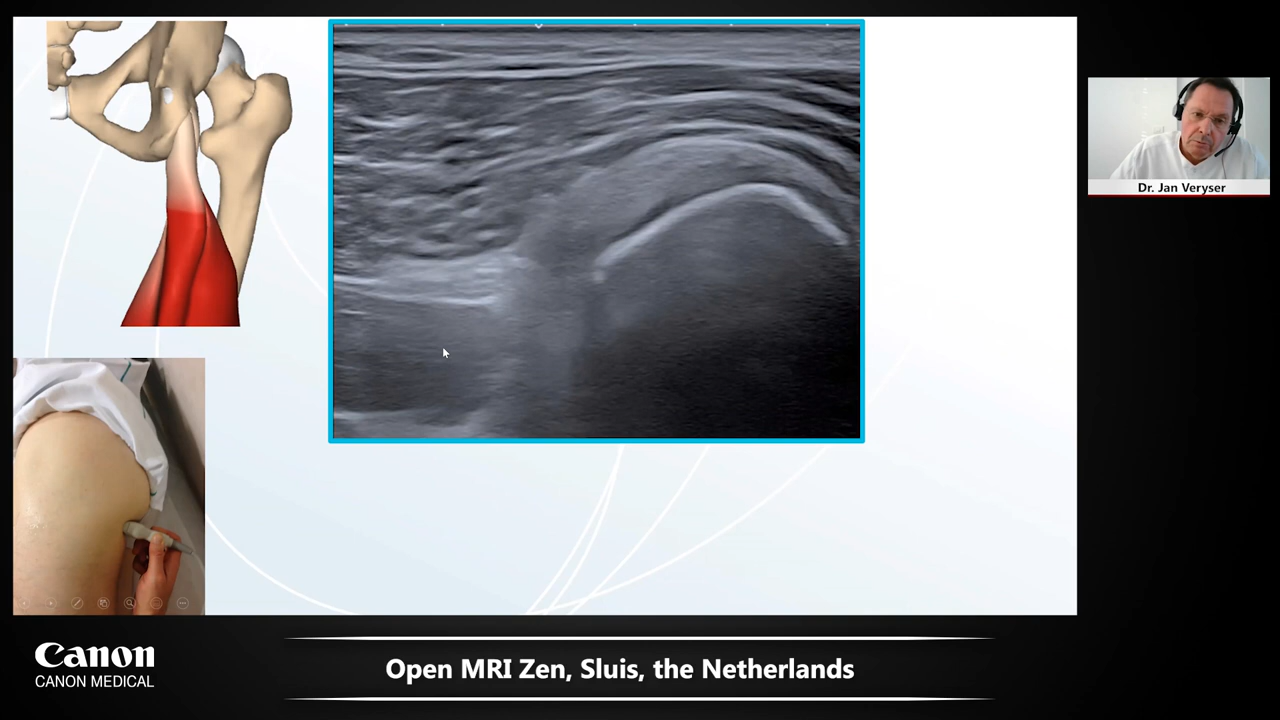 Dr. Jan Veryser
Canon
CANON MEDICAL
Open MRI Zen, Sluis, the Netherlands